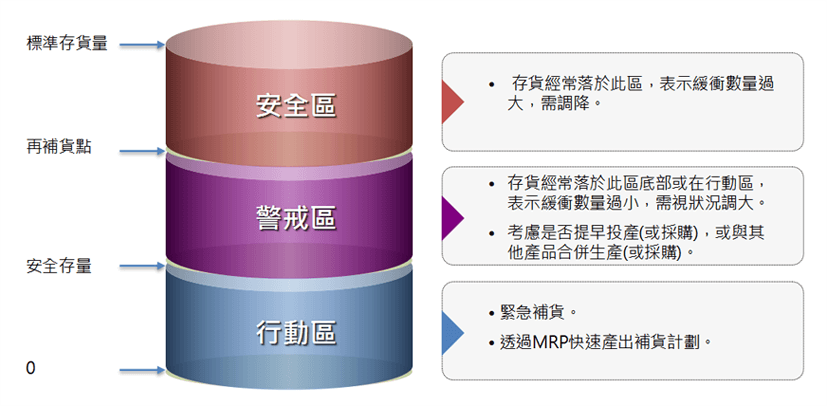 標準存貨量
再補貨點
安全存量
0
安全區
警戒區
行動區
• 存貨經常落於此區，表示緩衝數量過
大，需調降。
• 存貨經常落於此區底部或在行動區，
表示緩衝數量過小，需視狀況調大。
• 考慮是否提早投產(或採購)，或與其
他產品合併生產(或採購)。
• 緊急補貨。
• 透過MRP快速產出補貨計劃。